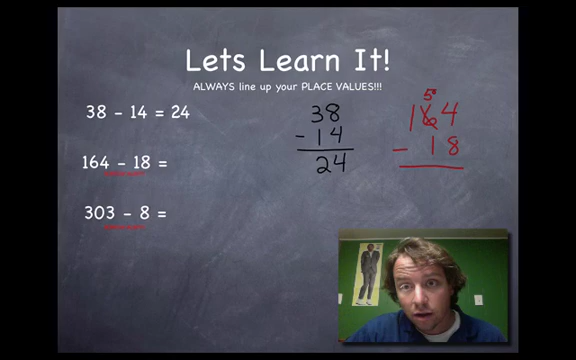 Lets Learn It!
ALWAYS line up your PLACE VALUES!!!
38 - 14 = 24
164 - 18 =
303 - 8 =
38
- 14
24
5
164
- 18